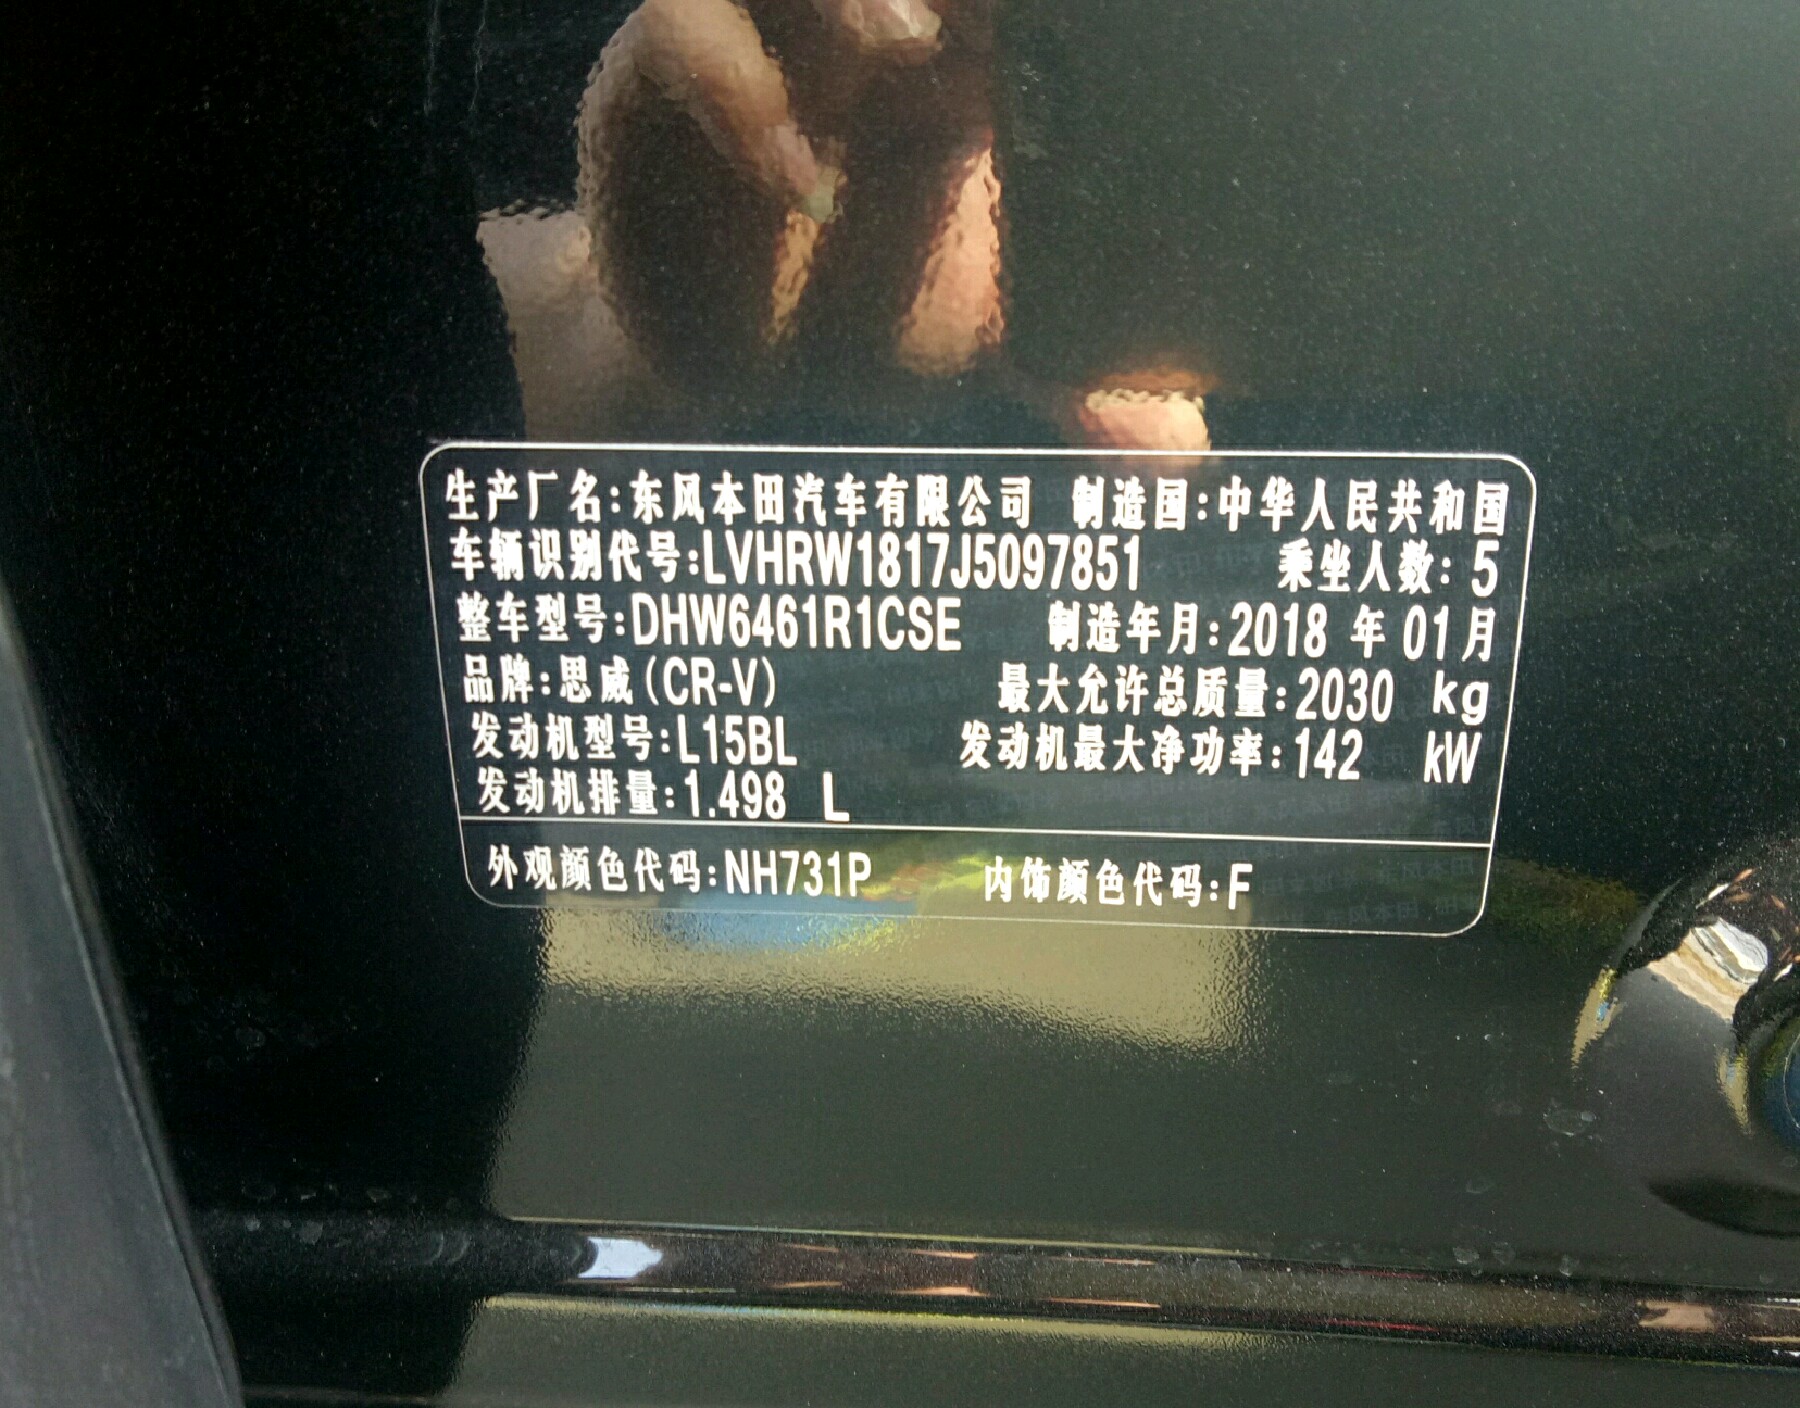 生产厂名:东风本田汽车有限公司 制造国:中华人民共和国
车辆识别代号:LVHRW1817J5097851 乘坐人数:5
整车型号:DHW6461R1CSE 制造年月:2018 年 01月
品牌:思威(CR-V) 最大允许总质量:2030 kg
发动机型号:L15BL 发动机最大净功率:142 kW
发动机排量:1.498 L
外观颜色代码:NH731P 内饰颜色代码:F